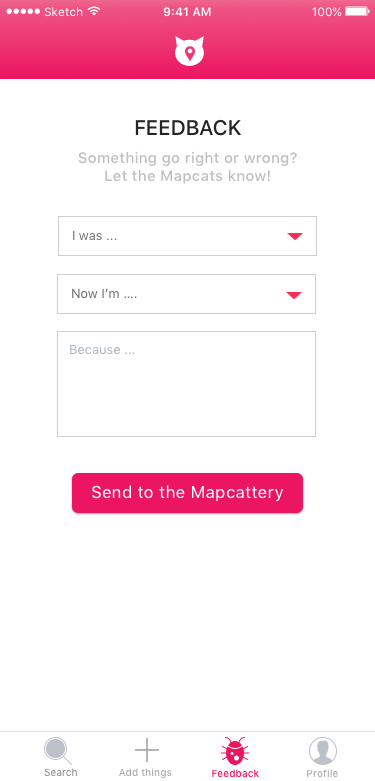 Sketch 9:41 AM 100%
FEEDBACK
Something go right or wrong?
Let the Mapcats know!
I was ...
Now I’m ....
Because ...
Send to the Mapcattery
Search Add things Feedback Profile